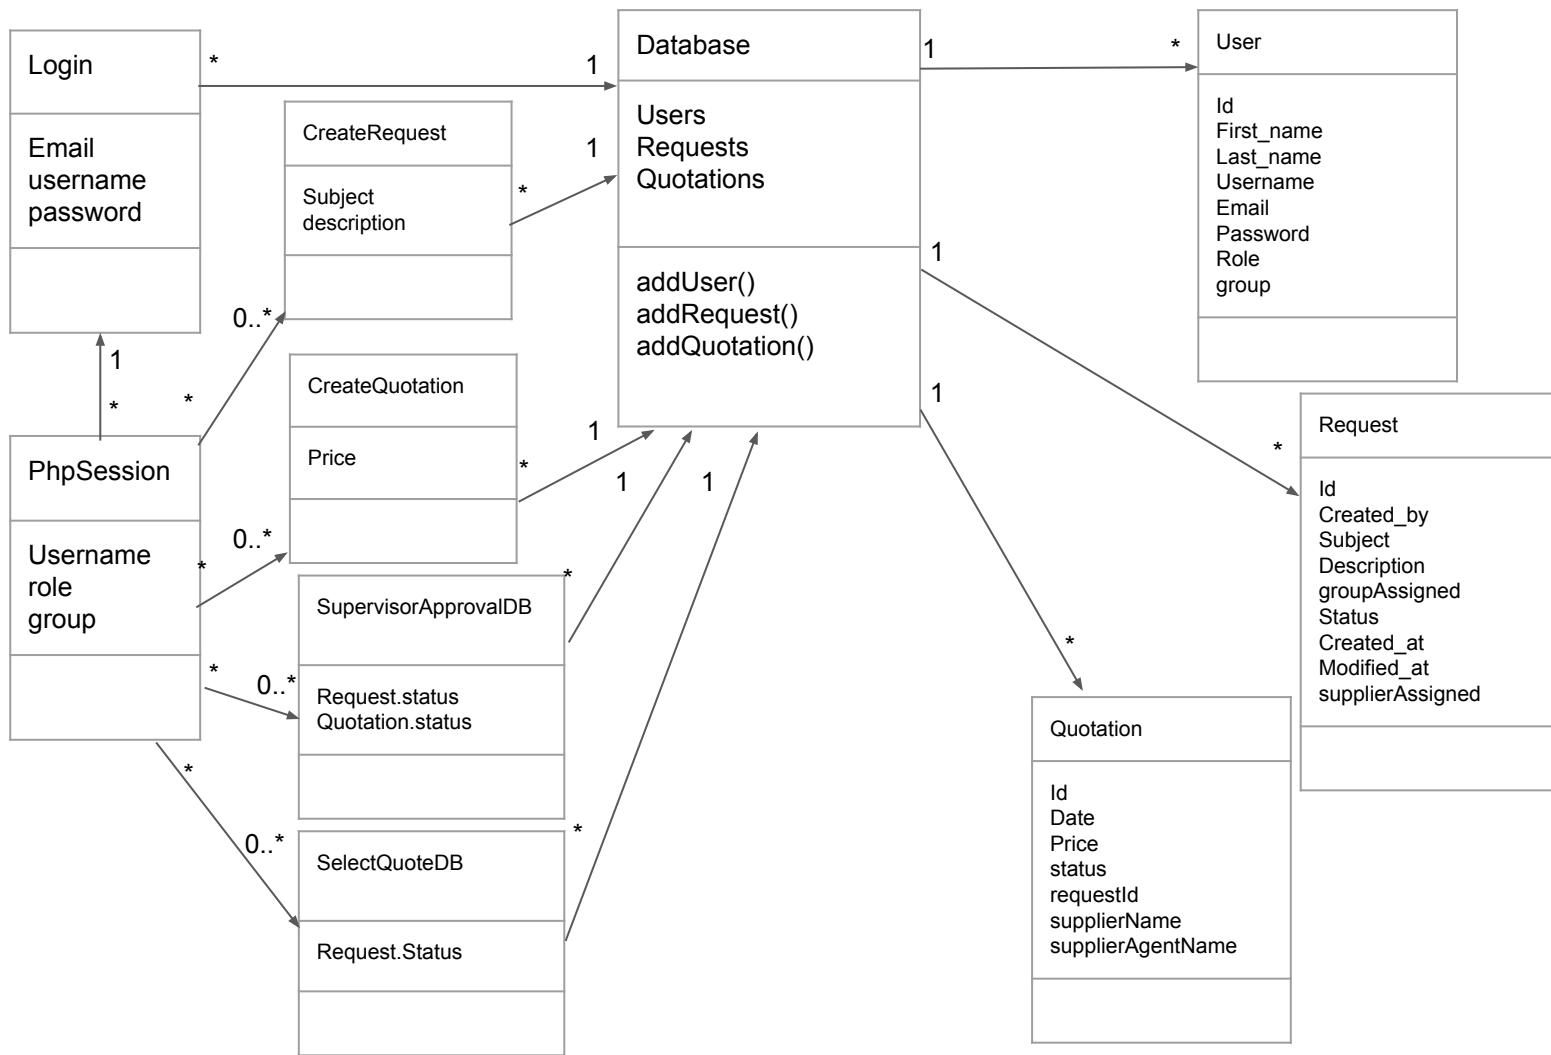 Login
Email
username
password
*
1
CreateRequest
Subject
description
*
1
Database
Users
Requests
Quotations
addUser()
addRequest()
addQuotation()
1
*
User
Id
First_name
Last_name
Username
Email
Password
Role
group
1
*
0..*
*
PhpSession
Username
role
group
CreateQuotation
Price
*
1
0..*
*
SupervisorApprovalDB
Request.status
Quotation.status
*
1
*
0..*
SelectQuoteDB
Request.Status
*
1
*
0..*
1
*
Request
Id
Created_by
Subject
Description
groupAssigned
Status
Created_at
Modified_at
supplierAssigned
1
*
Quotation
Id
Date
Price
status
requestId
supplierName
supplierAgentName